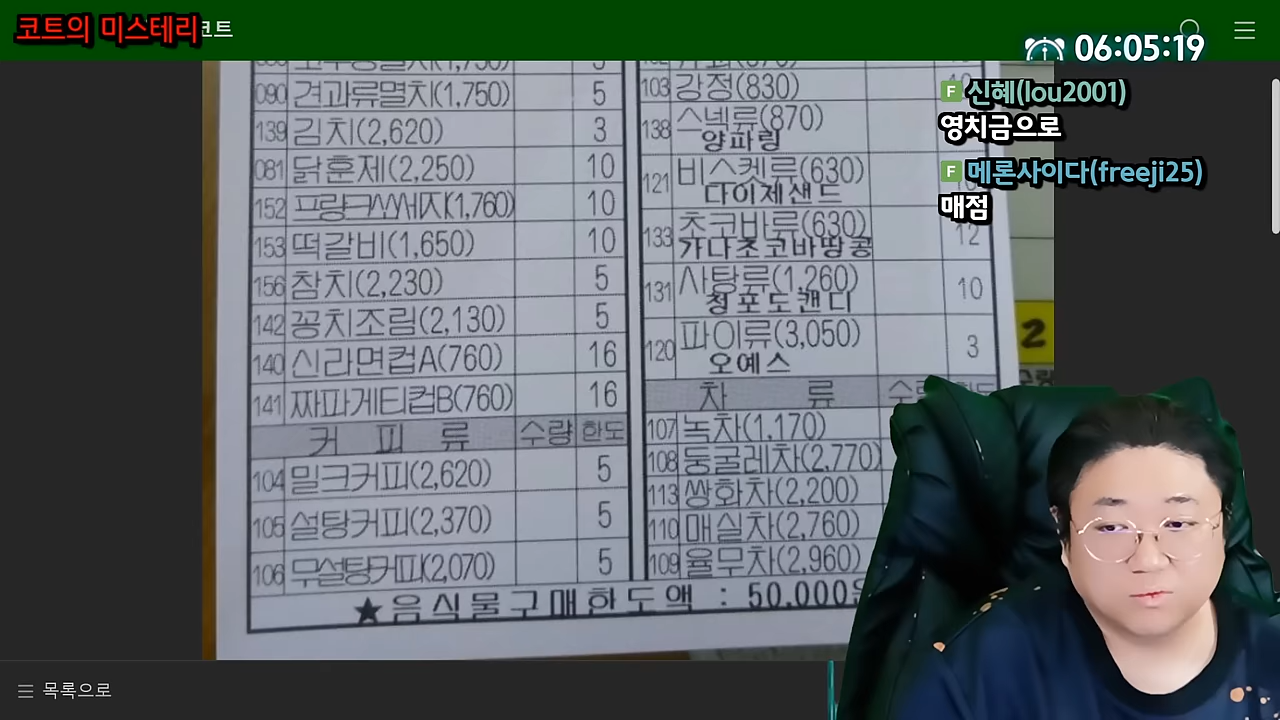 코트의 미스테리
코트
06:05:19
신혜(lou2001)
영치금으로
메론사이다(freeji25)
매점
090 견과류멸치(1,750) 5
139 김치(2,620) 3
081 닭훈제(2,250) 10
152 프랑크소세지(1,760) 10
153 떡갈비(1,650) 10
156 참치(2,230) 5
142 꽁치조림(2,130) 5
140 신라면컵A(760) 16
141 짜파게티컵B(760) 16
커 피 류 수량 한도
104 밀크커피(2,620) 5
105 설탕커피(2,370) 5
106 무설탕커피(2,070) 5
103 강정(830)
138 스넥류(870)
양파링
121 비스켓류(630)
다이제샌드
133 초코바류(630) 12
가나초코바땅콩
131 사탕류(1,260) 10
청포도캔디
120 파이류(3,050) 3
오예스
차 류
107 녹차(1,170)
108 둥굴레차(2,770)
113 쌍화차(2,200)
110 매실차(2,760)
109 율무차(2,960)
★음식물구매한도액 : 50,000
2
목록으로